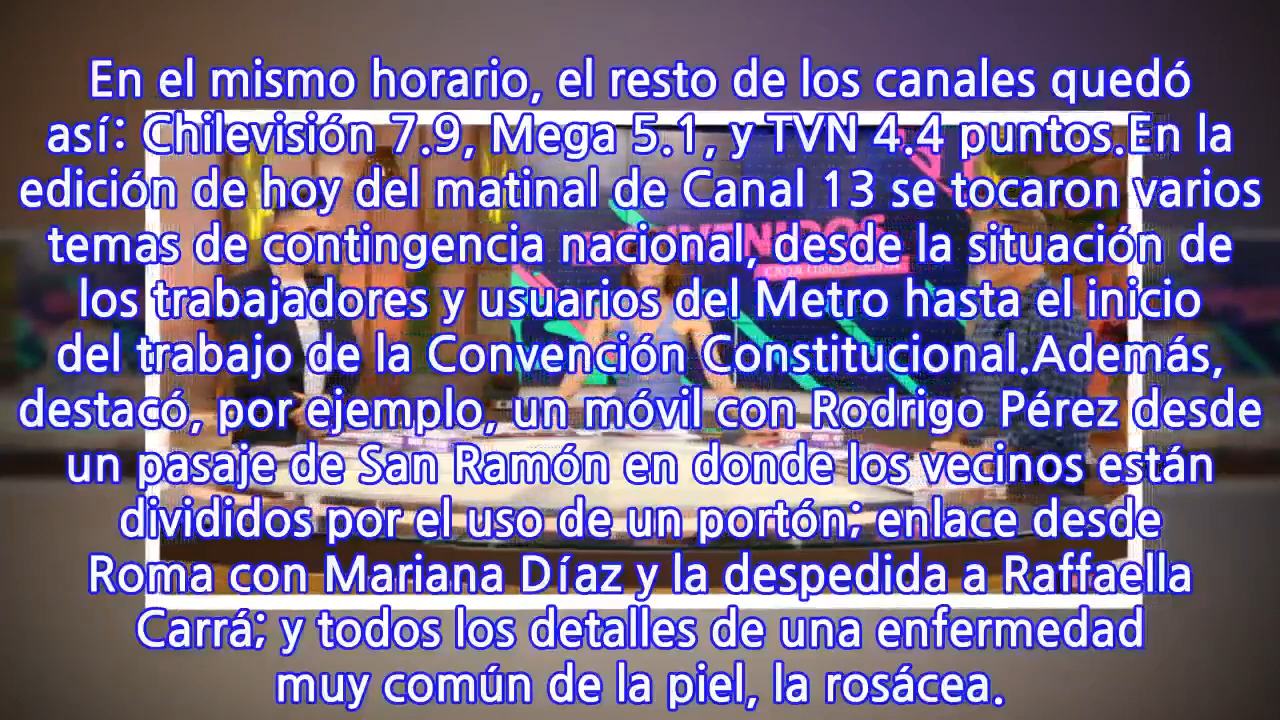 En el mismo horario, el resto de los canales quedó
así: Chilevisión 7.9, Mega 5.1, y TVN 4.4 puntos.En la
edición de hoy del matinal de Canal 13 se tocaron varios
temas de contingencia nacional, desde la situación de
los trabajadores y usuarios del Metro hasta el inicio
del trabajo de la Convención Constitucional.Además,
destacó, por ejemplo, un móvil con Rodrigo Pérez desde
un pasaje de San Ramón en donde los vecinos están
divididos por el uso de un portón; enlace desde
Roma con Mariana Díaz y la despedida a Raffaella
Carrá; y todos los detalles de una enfermedad
muy común de la piel, la rosácea.